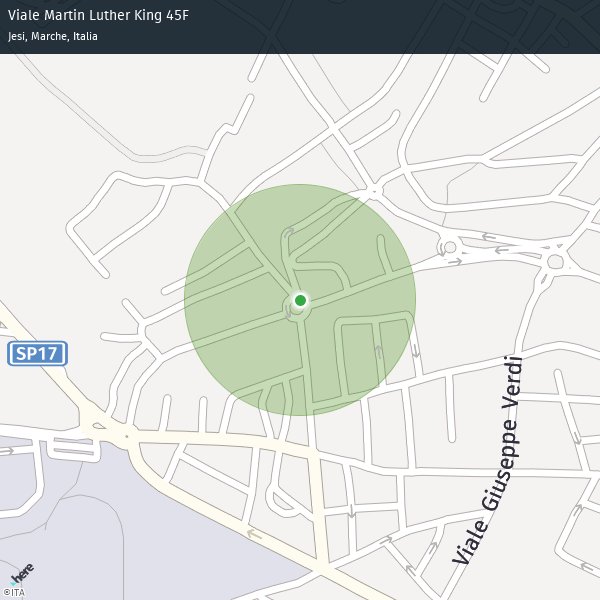 Viale Martin Luther King 45F
Jesi, Marche, Italia
SP17
Viale Giuseppe Verdi
here
©ITA